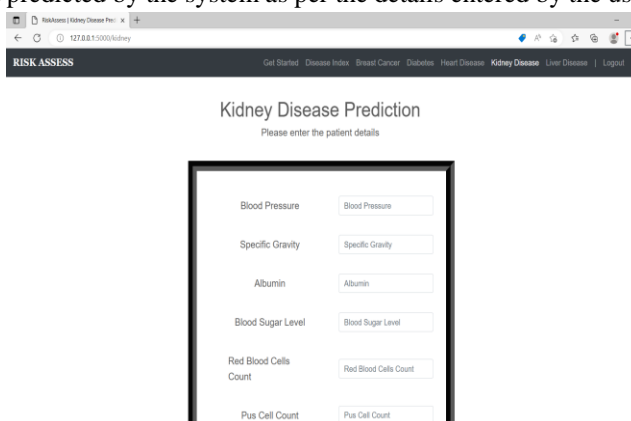 predicted by the system as per the details entered by the us
RiskAssess | Kidney Disease Pred
127.0.0.1:5000/kidney
RISK ASSESS Get Started Disease Index Breast Cancer Diabetes Heart Disease Kidney Disease Liver Disease | Logout
Kidney Disease Prediction
Please enter the patient details
Blood Pressure Blood Pressure
Specific Gravity Specific Gravity
Albumin Albumin
Blood Sugar Level Blood Sugar Level
Red Blood Cells Red Blood Cells Count
Count
Pus Cell Count Pus Cell Count